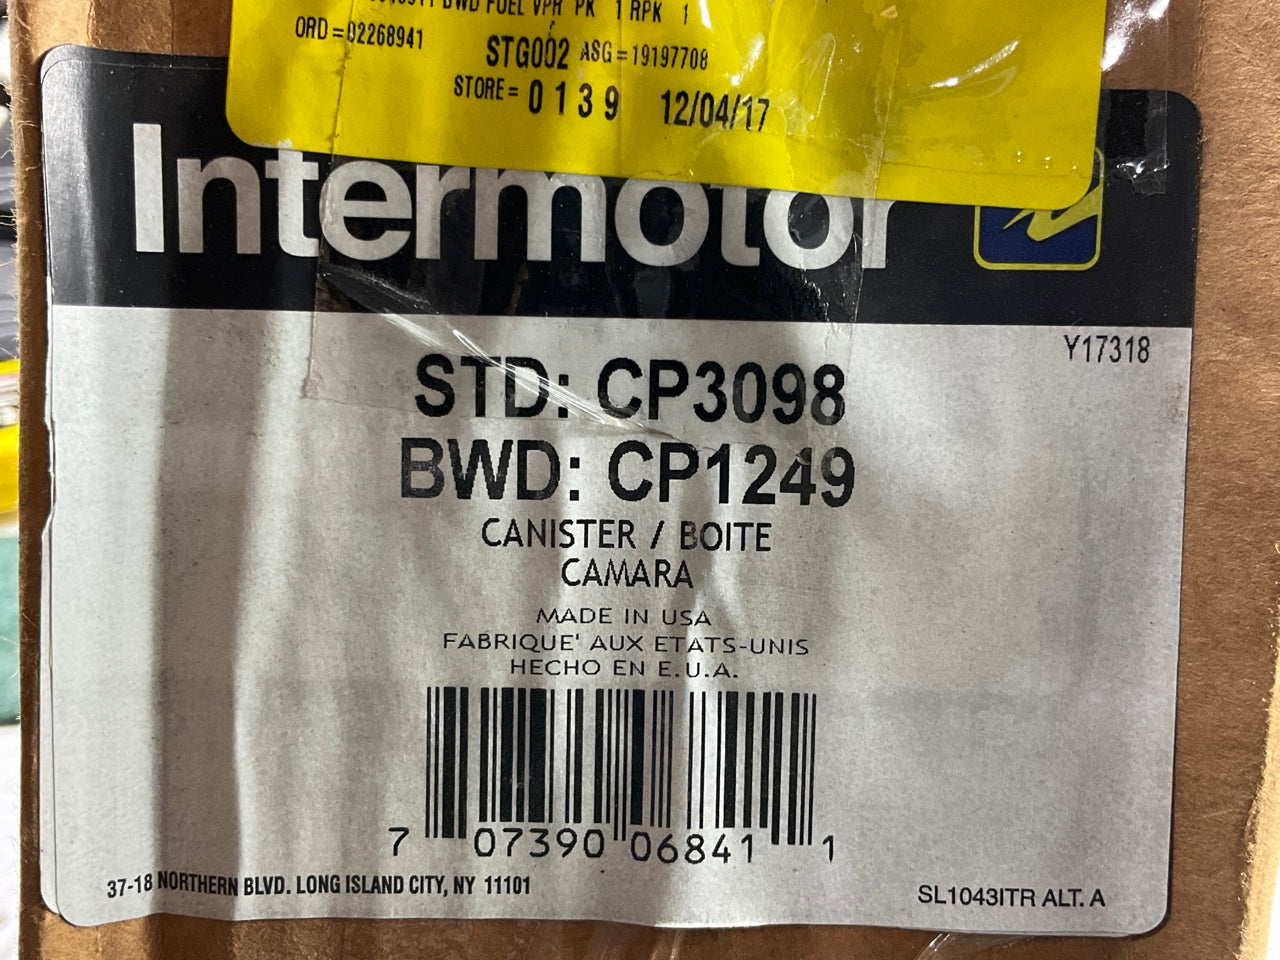 BWD FUEL VPR PK 1 RPK 1
ORD=02268941
STG002 ASG=19197708
STORE= 0139 12/04/17
Intermotor
Y17318
STD: CP3098
BWD: CP1249
CANISTER / BOITE
CAMARA
MADE IN USA
FABRIQUE' AUX ETATS-UNIS
HECHO EN E.U.A.
7 07390 06841 1
37-18 NORTHERN BLVD. LONG ISLAND CITY, NY 11101
SL1043ITR ALT. A